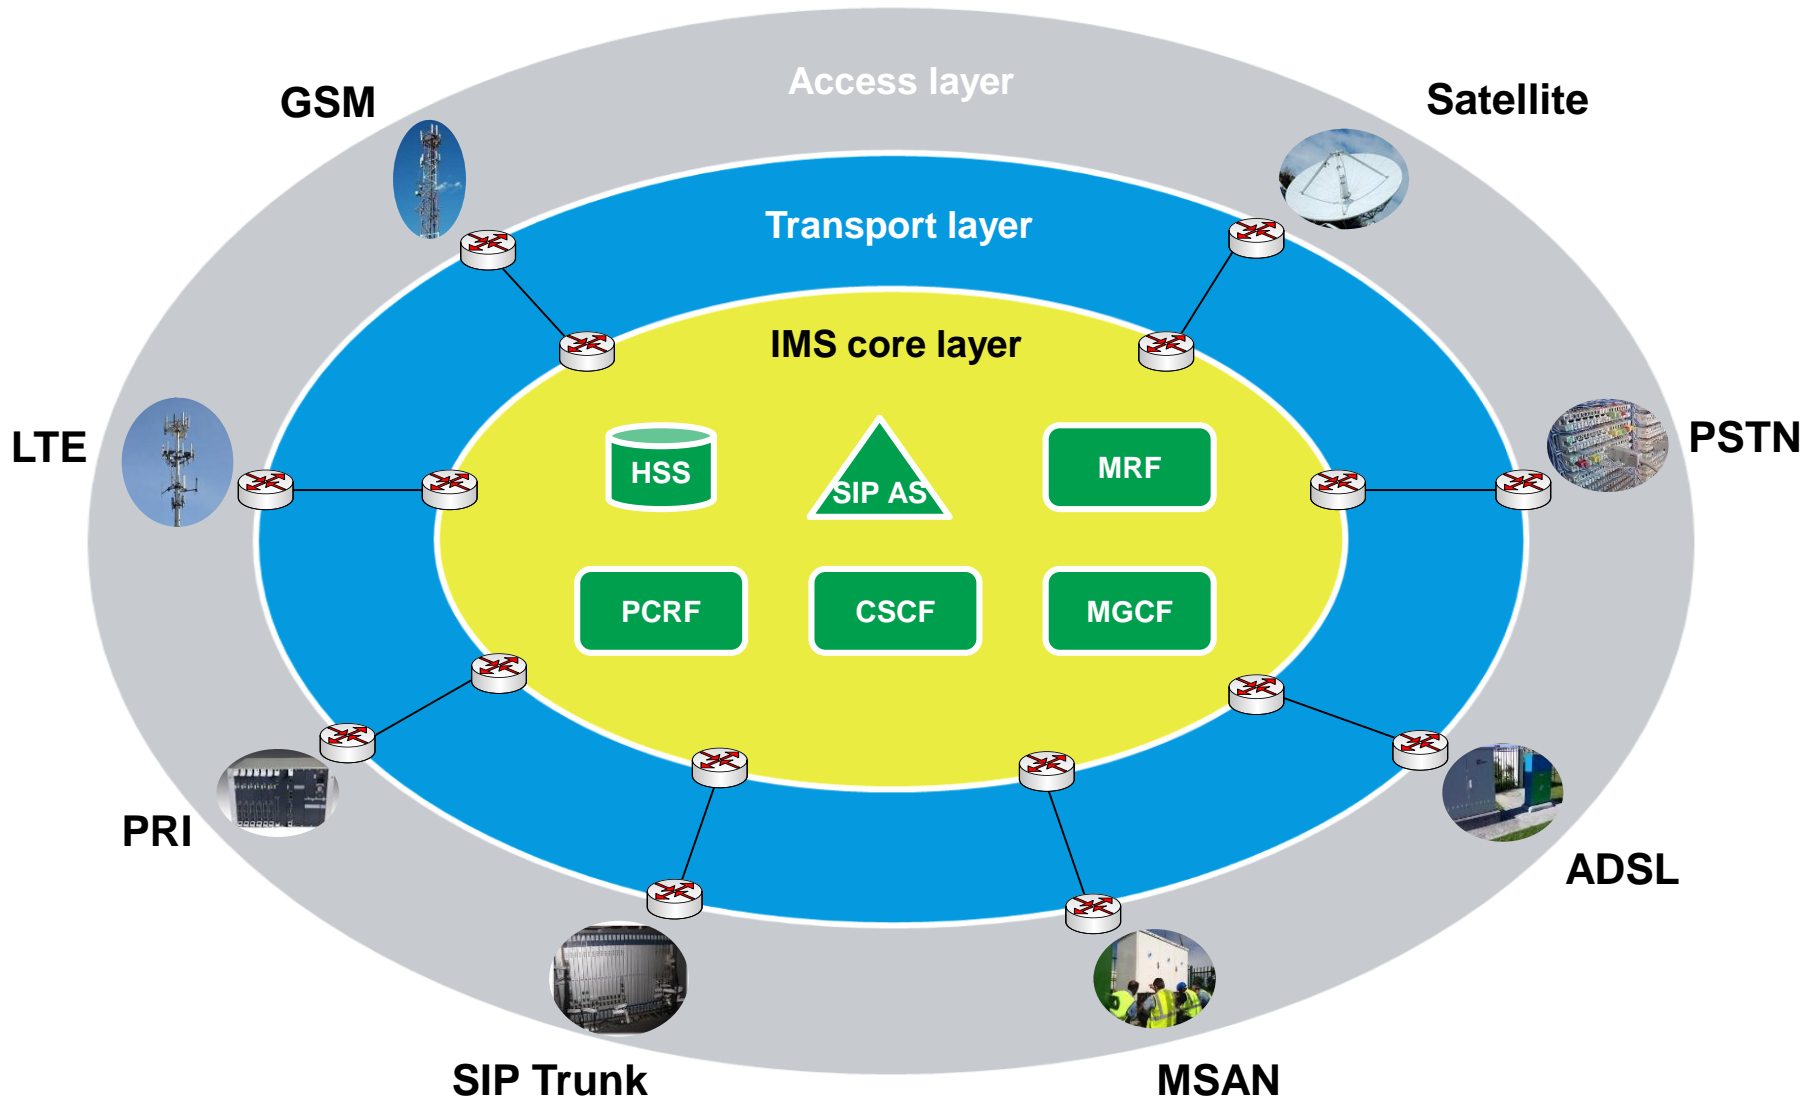 Access layer
GSM
Satellite
Transport layer
IMS core layer
LTE
PSTN
HSS
SIP AS
MRF
PCRF
CSCF
MGCF
PRI
ADSL
SIP Trunk
MSAN